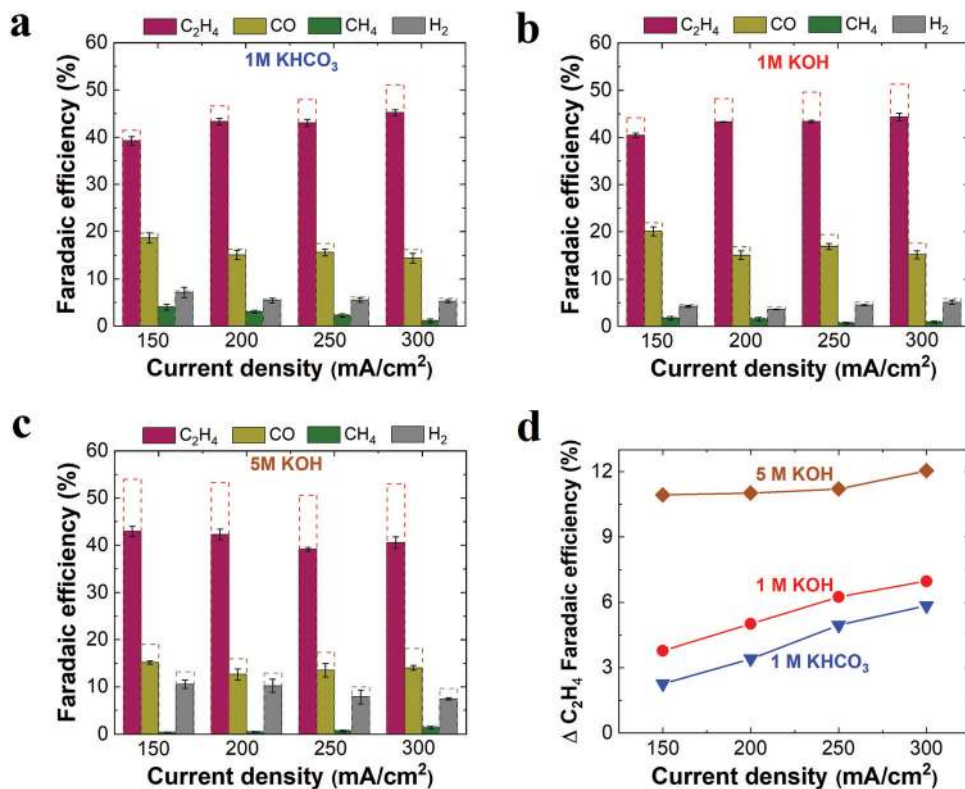 a
C₂H₄ CO CH₄ H₂
1M KHCO₃
Faradaic efficiency (%)
60
50
40
30
20
10
0
150 200 250 300
Current density (mA/cm²)
b
C₂H₄ CO CH₄ H₂
1M KOH
Faradaic efficiency (%)
60
50
40
30
20
10
0
150 200 250 300
Current density (mA/cm²)
c
C₂H₄ CO CH₄ H₂
5M KOH
Faradaic efficiency (%)
60
50
40
30
20
10
0
150 200 250 300
Current density (mA/cm²)
d
Δ C₂H₄ Faradaic efficiency (%)
12
9
6
3
0
5 M KOH
1 M KOH
1 M KHCO₃
150 200 250 300
Current density (mA/cm²)